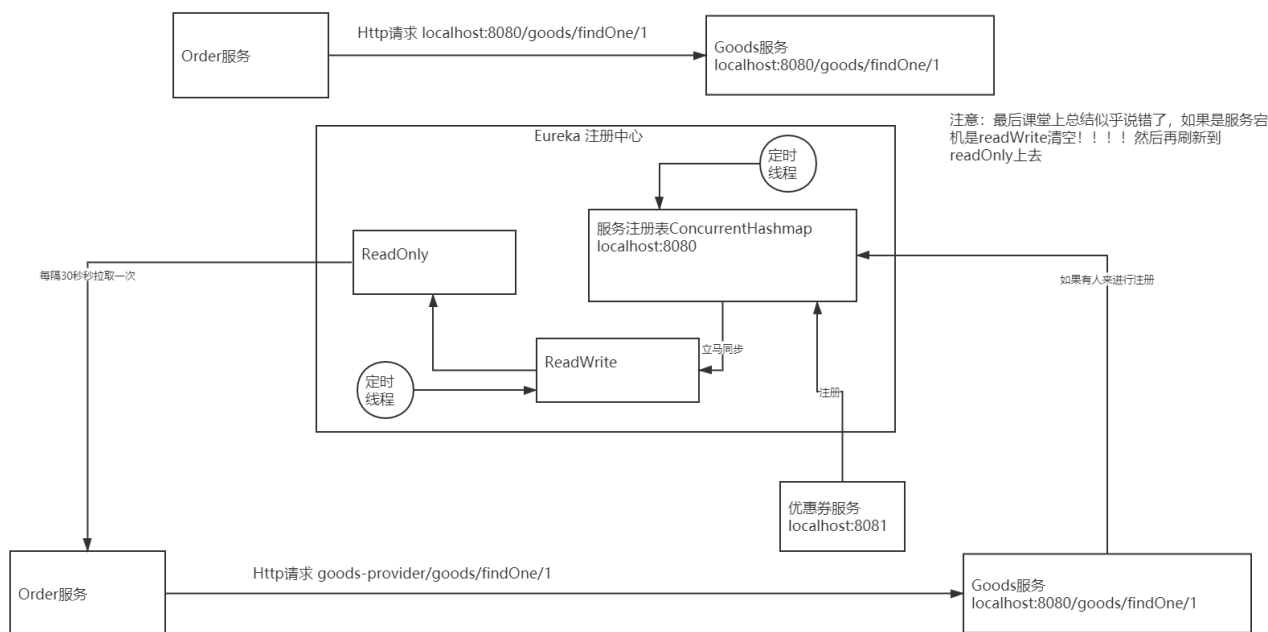 Http请求 localhost:8080/goods/findOne/1
Order服务
Goods服务
localhost:8080/goods/findOne/1
注意：最后课堂上总结似乎说错了，如果是服务宕
机是readWrite清空！！！！然后再刷新到
readOnly上去
Eureka 注册中心
定时
线程
服务注册表ConcurrentHashmap
localhost:8080
ReadOnly
每隔30秒秒拉取一次
如果有人来进行注册
立马同步
ReadWrite
定时
线程
注册
优惠券服务
localhost:8081
Http请求 goods-provider/goods/findOne/1
Order服务
Goods服务
localhost:8080/goods/findOne/1